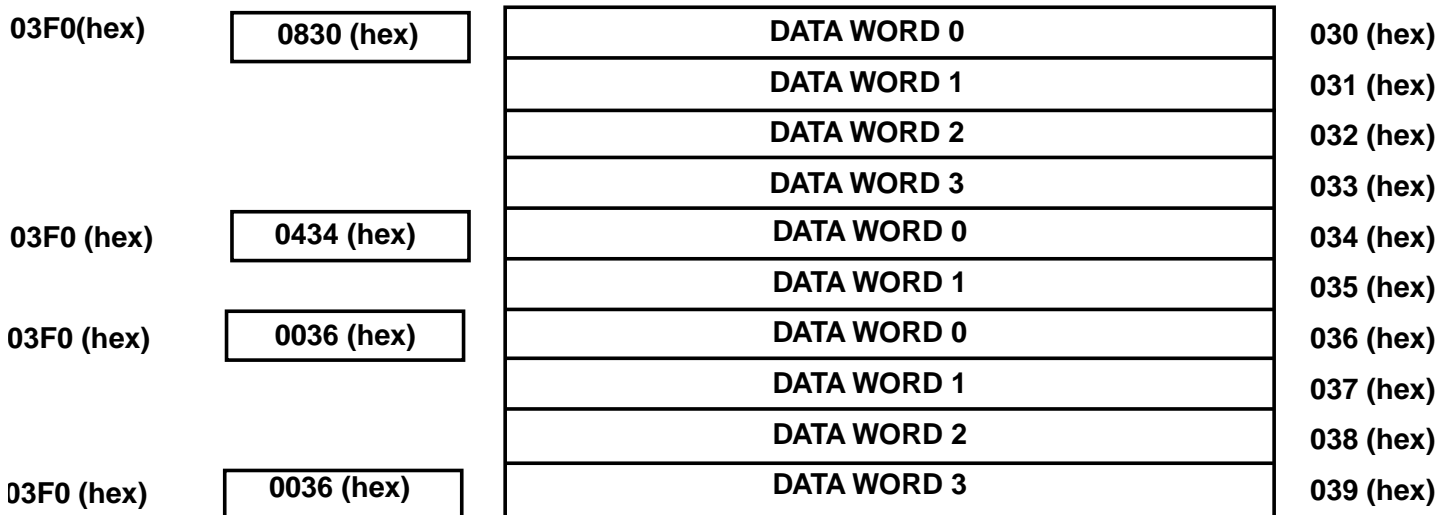 03F0(hex) 0830 (hex) DATA WORD 0 030 (hex)
DATA WORD 1 031 (hex)
DATA WORD 2 032 (hex)
DATA WORD 3 033 (hex)
03F0 (hex) 0434 (hex) DATA WORD 0 034 (hex)
DATA WORD 1 035 (hex)
03F0 (hex) 0036 (hex) DATA WORD 0 036 (hex)
DATA WORD 1 037 (hex)
DATA WORD 2 038 (hex)
03F0 (hex) 0036 (hex) DATA WORD 3 039 (hex)